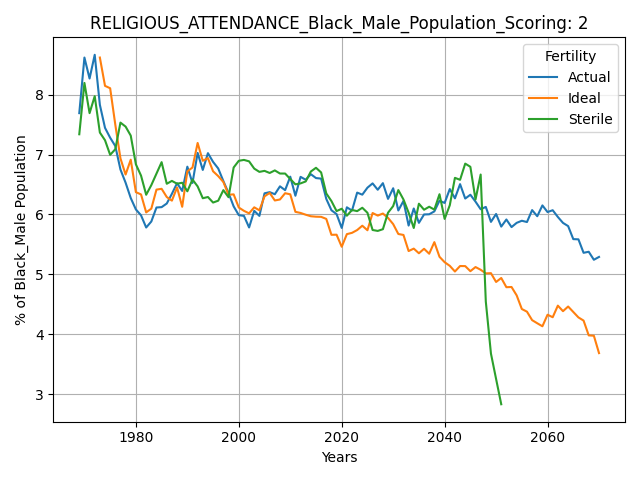 RELIGIOUS_ATTENDANCE_Black_Male_Population_Scoring: 2
Fertility
Actual
Ideal
Sterile
% of Black_Male Population
8
7
6
5
4
3
1980 2000 2020 2040 2060
Years